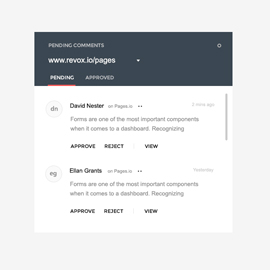 PENDING COMMENTS
www.revox.io/pages
PENDING APPROVED
dn
David Nester on Pages.io
2 mins ago
Forms are one of the most important components
when it comes to a dashboard. Recognizing
APPROVE REJECT VIEW
eg
Ellan Grants on Pages.io
Yesterday
Forms are one of the most important components
when it comes to a dashboard. Recognizing
APPROVE REJECT VIEW